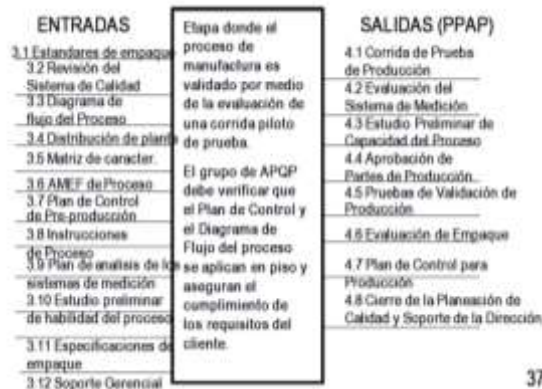 ENTRADAS
3.1 Estandares de empaque
3.2 Revisión del
Sistema de Calidad
3.3 Diagrama de
flujo del Proceso
3.4 Distribución de planta
3.5 Matriz de caracter.
3.6 AMEF de Proceso
3.7 Plan de Control
de Pre-producción
3.8 Instrucciones
de Proceso
3.9 Plan de analisis de los
sistemas de medición
3.10 Estudio preliminar
de habilidad del proceso
3.11 Especificaciones de
empaque
3.12 Soporte Gerencial
Etapa donde el
proceso de
manufactura es
validado por medio
de la evaluación de
una corrida piloto
de prueba.
El grupo de APQP
debe verificar que
el Plan de Control y
el Diagrama de
Flujo del proceso
se aplican en piso y
aseguran el
cumplimiento de
los requisitos del
cliente.
SALIDAS (PPAP)
4.1 Corrida de Prueba
de Producción
4.2 Evaluación del
Sistema de Medición
4.3 Estudio Preliminar de
Capacidad del Proceso
4.4 Aprobación de
Partes de Producción.
4.5 Pruebas de Validación de
Producción
4.6 Evaluación de Empaque
4.7 Plan de Control para
Producción
4.8 Cierre de la Planeación de
Calidad y Soporte de la Dirección
37